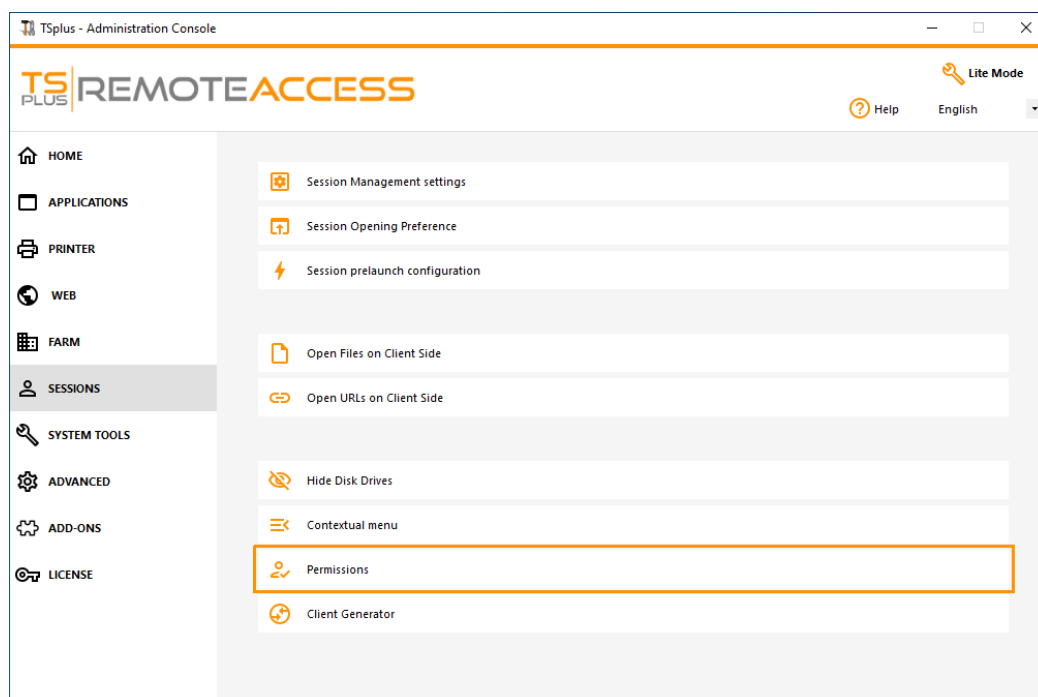 TSplus - Administration Console
TS PLUS REMOTEACCESS
Lite Mode
Help
English
HOME
APPLICATIONS
PRINTER
WEB
FARM
SESSIONS
SYSTEM TOOLS
ADVANCED
ADD-ONS
LICENSE
Session Management settings
Session Opening Preference
Session prelaunch configuration
Open Files on Client Side
Open URLs on Client Side
Hide Disk Drives
Contextual menu
Permissions
Client Generator